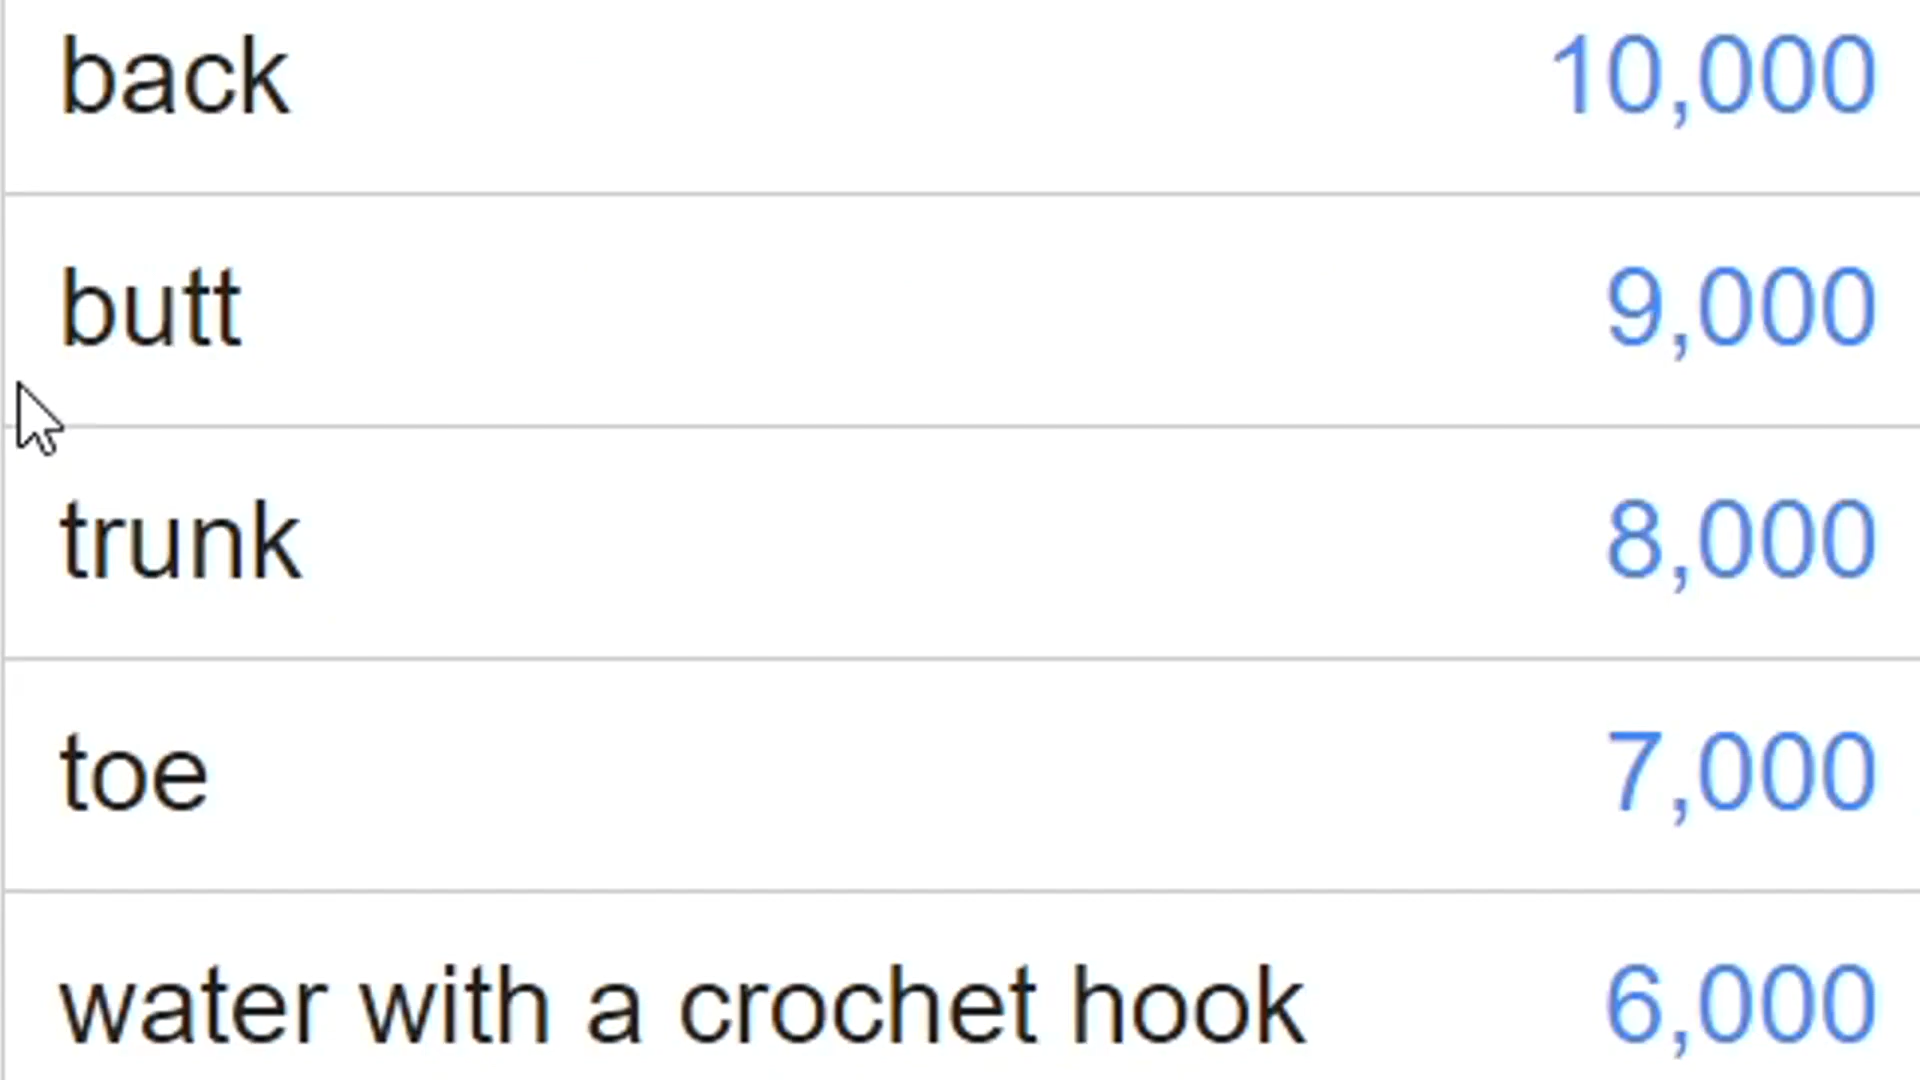 back 10,000
butt 9,000
trunk 8,000
toe 7,000
water with a crochet hook 6,000